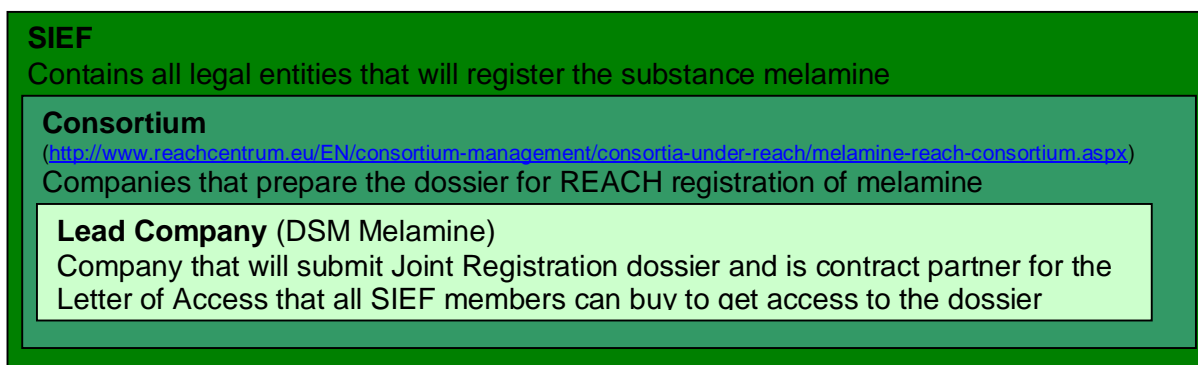 SIEF
Contains all legal entities that will register the substance melamine
Consortium
(http://www.reachcentrum.eu/EN/consortium-management/consortia-under-reach/melamine-reach-consortium.aspx)
Companies that prepare the dossier for REACH registration of melamine
Lead Company (DSM Melamine)
Company that will submit Joint Registration dossier and is contract partner for the
Letter of Access that all SIEF members can buy to get access to the dossier